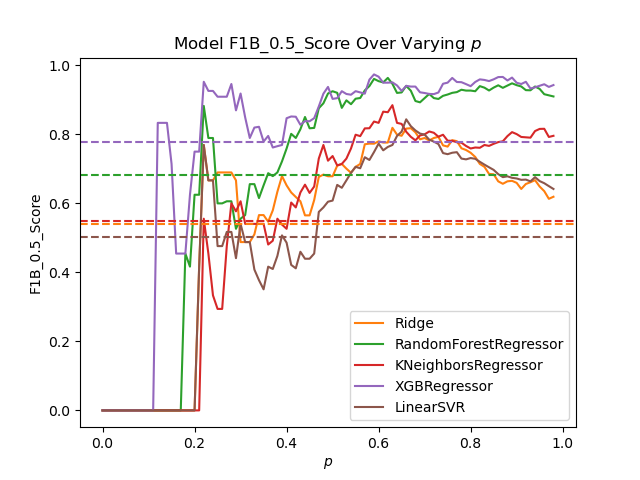 Model F1B_0.5_Score Over Varying p
F1B_0.5_Score
1.0
0.8
0.6
0.4
0.2
0.0
Ridge
RandomForestRegressor
KNeighborsRegressor
XGBRegressor
LinearSVR
0.0 0.2 0.4 0.6 0.8 1.0
p